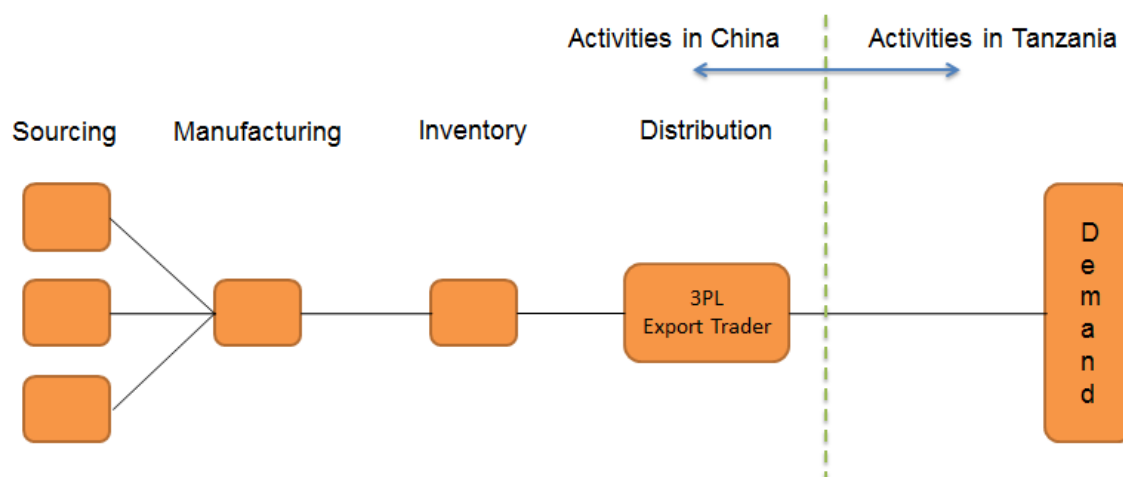 Activities in China
Activities in Tanzania
Sourcing
Manufacturing
Inventory
Distribution
3PL
Export Trader
D
e
m
a
n
d